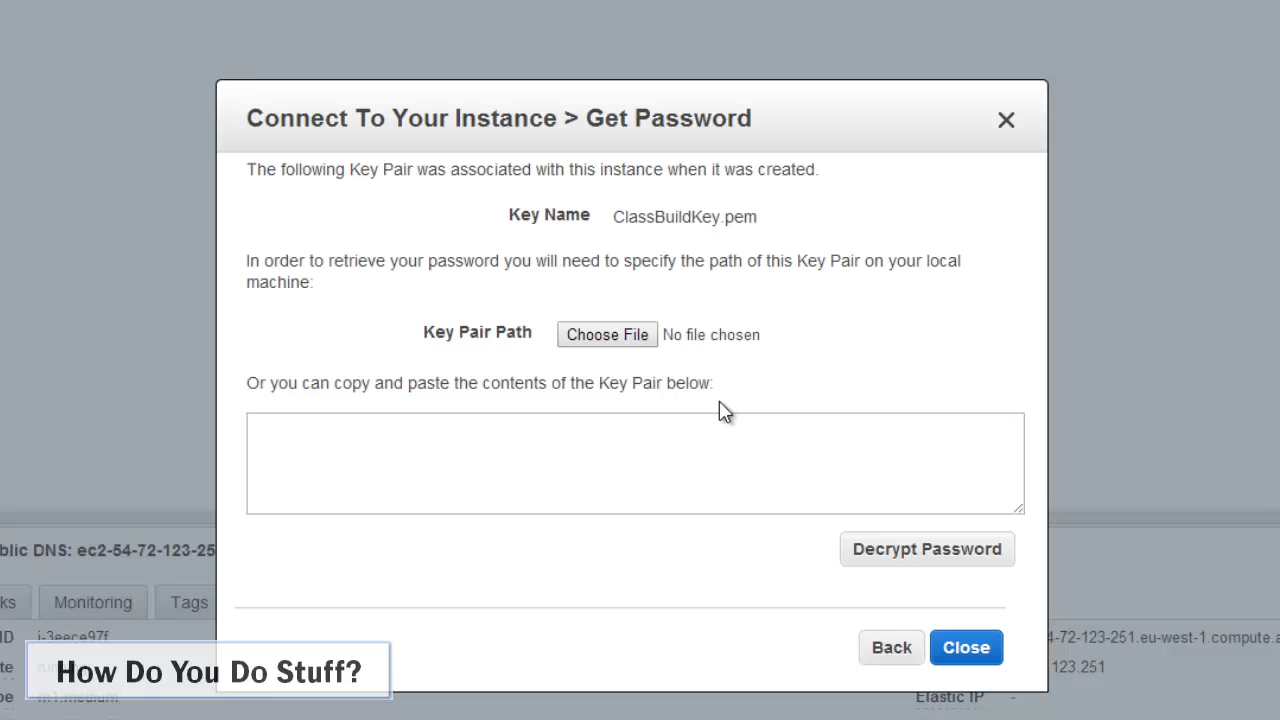 Connect To Your Instance > Get Password
The following Key Pair was associated with this instance when it was created.
Key Name ClassBuildKey.pem
In order to retrieve your password you will need to specify the path of this Key Pair on your local
machine:
Key Pair Path Choose File No file chosen
Or you can copy and paste the contents of the Key Pair below:
Decrypt Password
blic DNS: ec2-54-72-123-25
ks Monitoring Tags
ID i-3eece97f 4-72-123-251.eu-west-1.compute.a
Back Close
te 123.251
How Do You Do Stuff?
pe m1.medium Elastic IP -